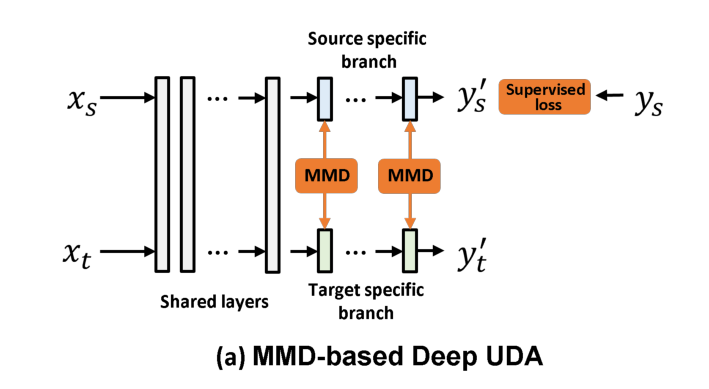 Source specific
branch
x_s ... ... y_s′ Supervised
loss y_s
MMD MMD
x_t ... ... y_t′
Shared layers
Target specific
branch
(a) MMD-based Deep UDA